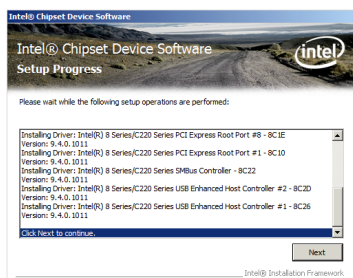 Intel® Chipset Device Software
Intel® Chipset Device Software
intel
Setup Progress
Please wait while the following setup operations are performed:
Installing Driver: Intel(R) 8 Series/C220 Series PCI Express Root Port #8 - 8C1E
Version: 9.4.0.1011
Installing Driver: Intel(R) 8 Series/C220 Series PCI Express Root Port #1 - 8C10
Version: 9.4.0.1011
Installing Driver: Intel(R) 8 Series/C220 Series SMBus Controller - 8C22
Version: 9.4.0.1011
Installing Driver: Intel(R) 8 Series/C220 Series USB Enhanced Host Controller #2 - 8C2D
Version: 9.4.0.1011
Installing Driver: Intel(R) 8 Series/C220 Series USB Enhanced Host Controller #1 - 8C26
Version: 9.4.0.1011
Click Next to continue.
Next
Intel® Installation Framework